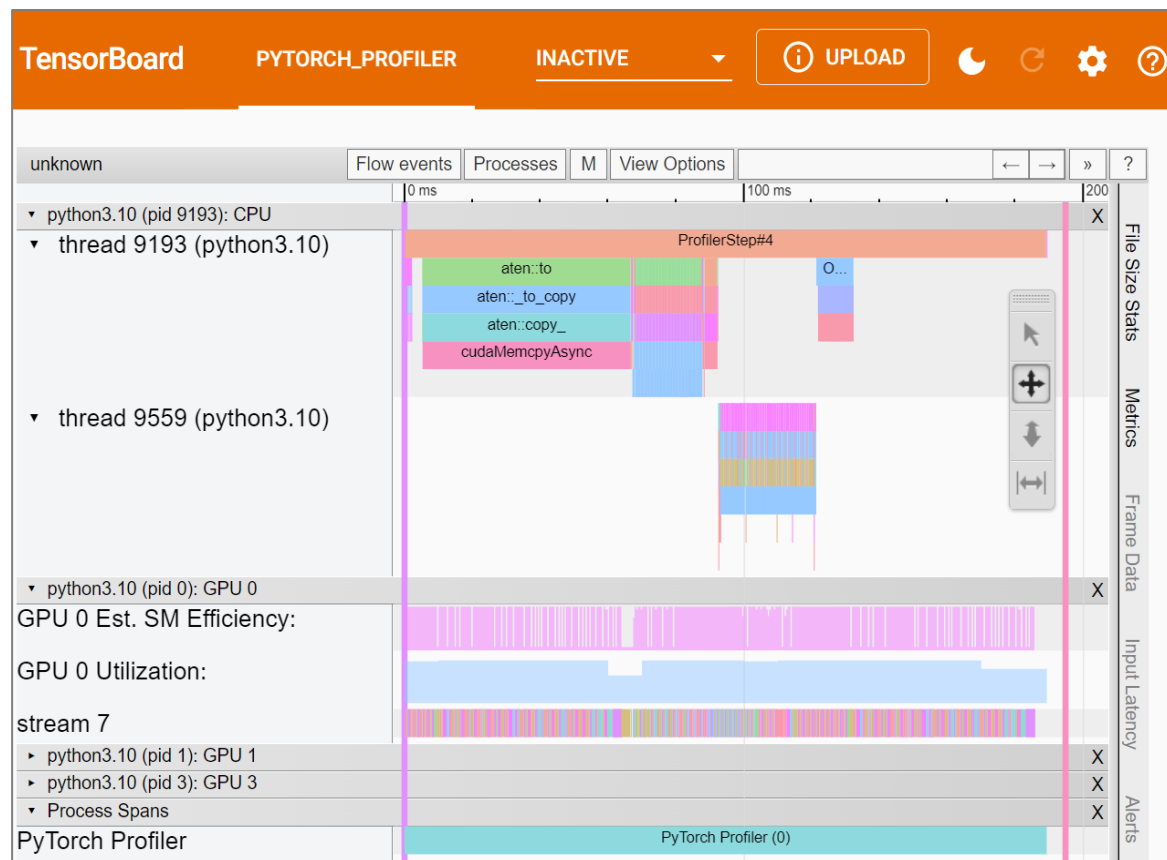 TensorBoard PYTORCH_PROFILER INACTIVE UPLOAD
unknown Flow events Processes M View Options ← → » ?
0 ms 100 ms 200
python3.10 (pid 9193): CPU X
thread 9193 (python3.10) ProfilerStep#4
aten::to O...
aten::_to_copy
aten::copy_
cudaMemcpyAsync
thread 9559 (python3.10)
python3.10 (pid 0): GPU 0 X
GPU 0 Est. SM Efficiency:
GPU 0 Utilization:
stream 7
python3.10 (pid 1): GPU 1 X
python3.10 (pid 3): GPU 3 X
Process Spans X
PyTorch Profiler PyTorch Profiler (0)
File Size Stats
Metrics
Frame Data
Input Latency
Alerts